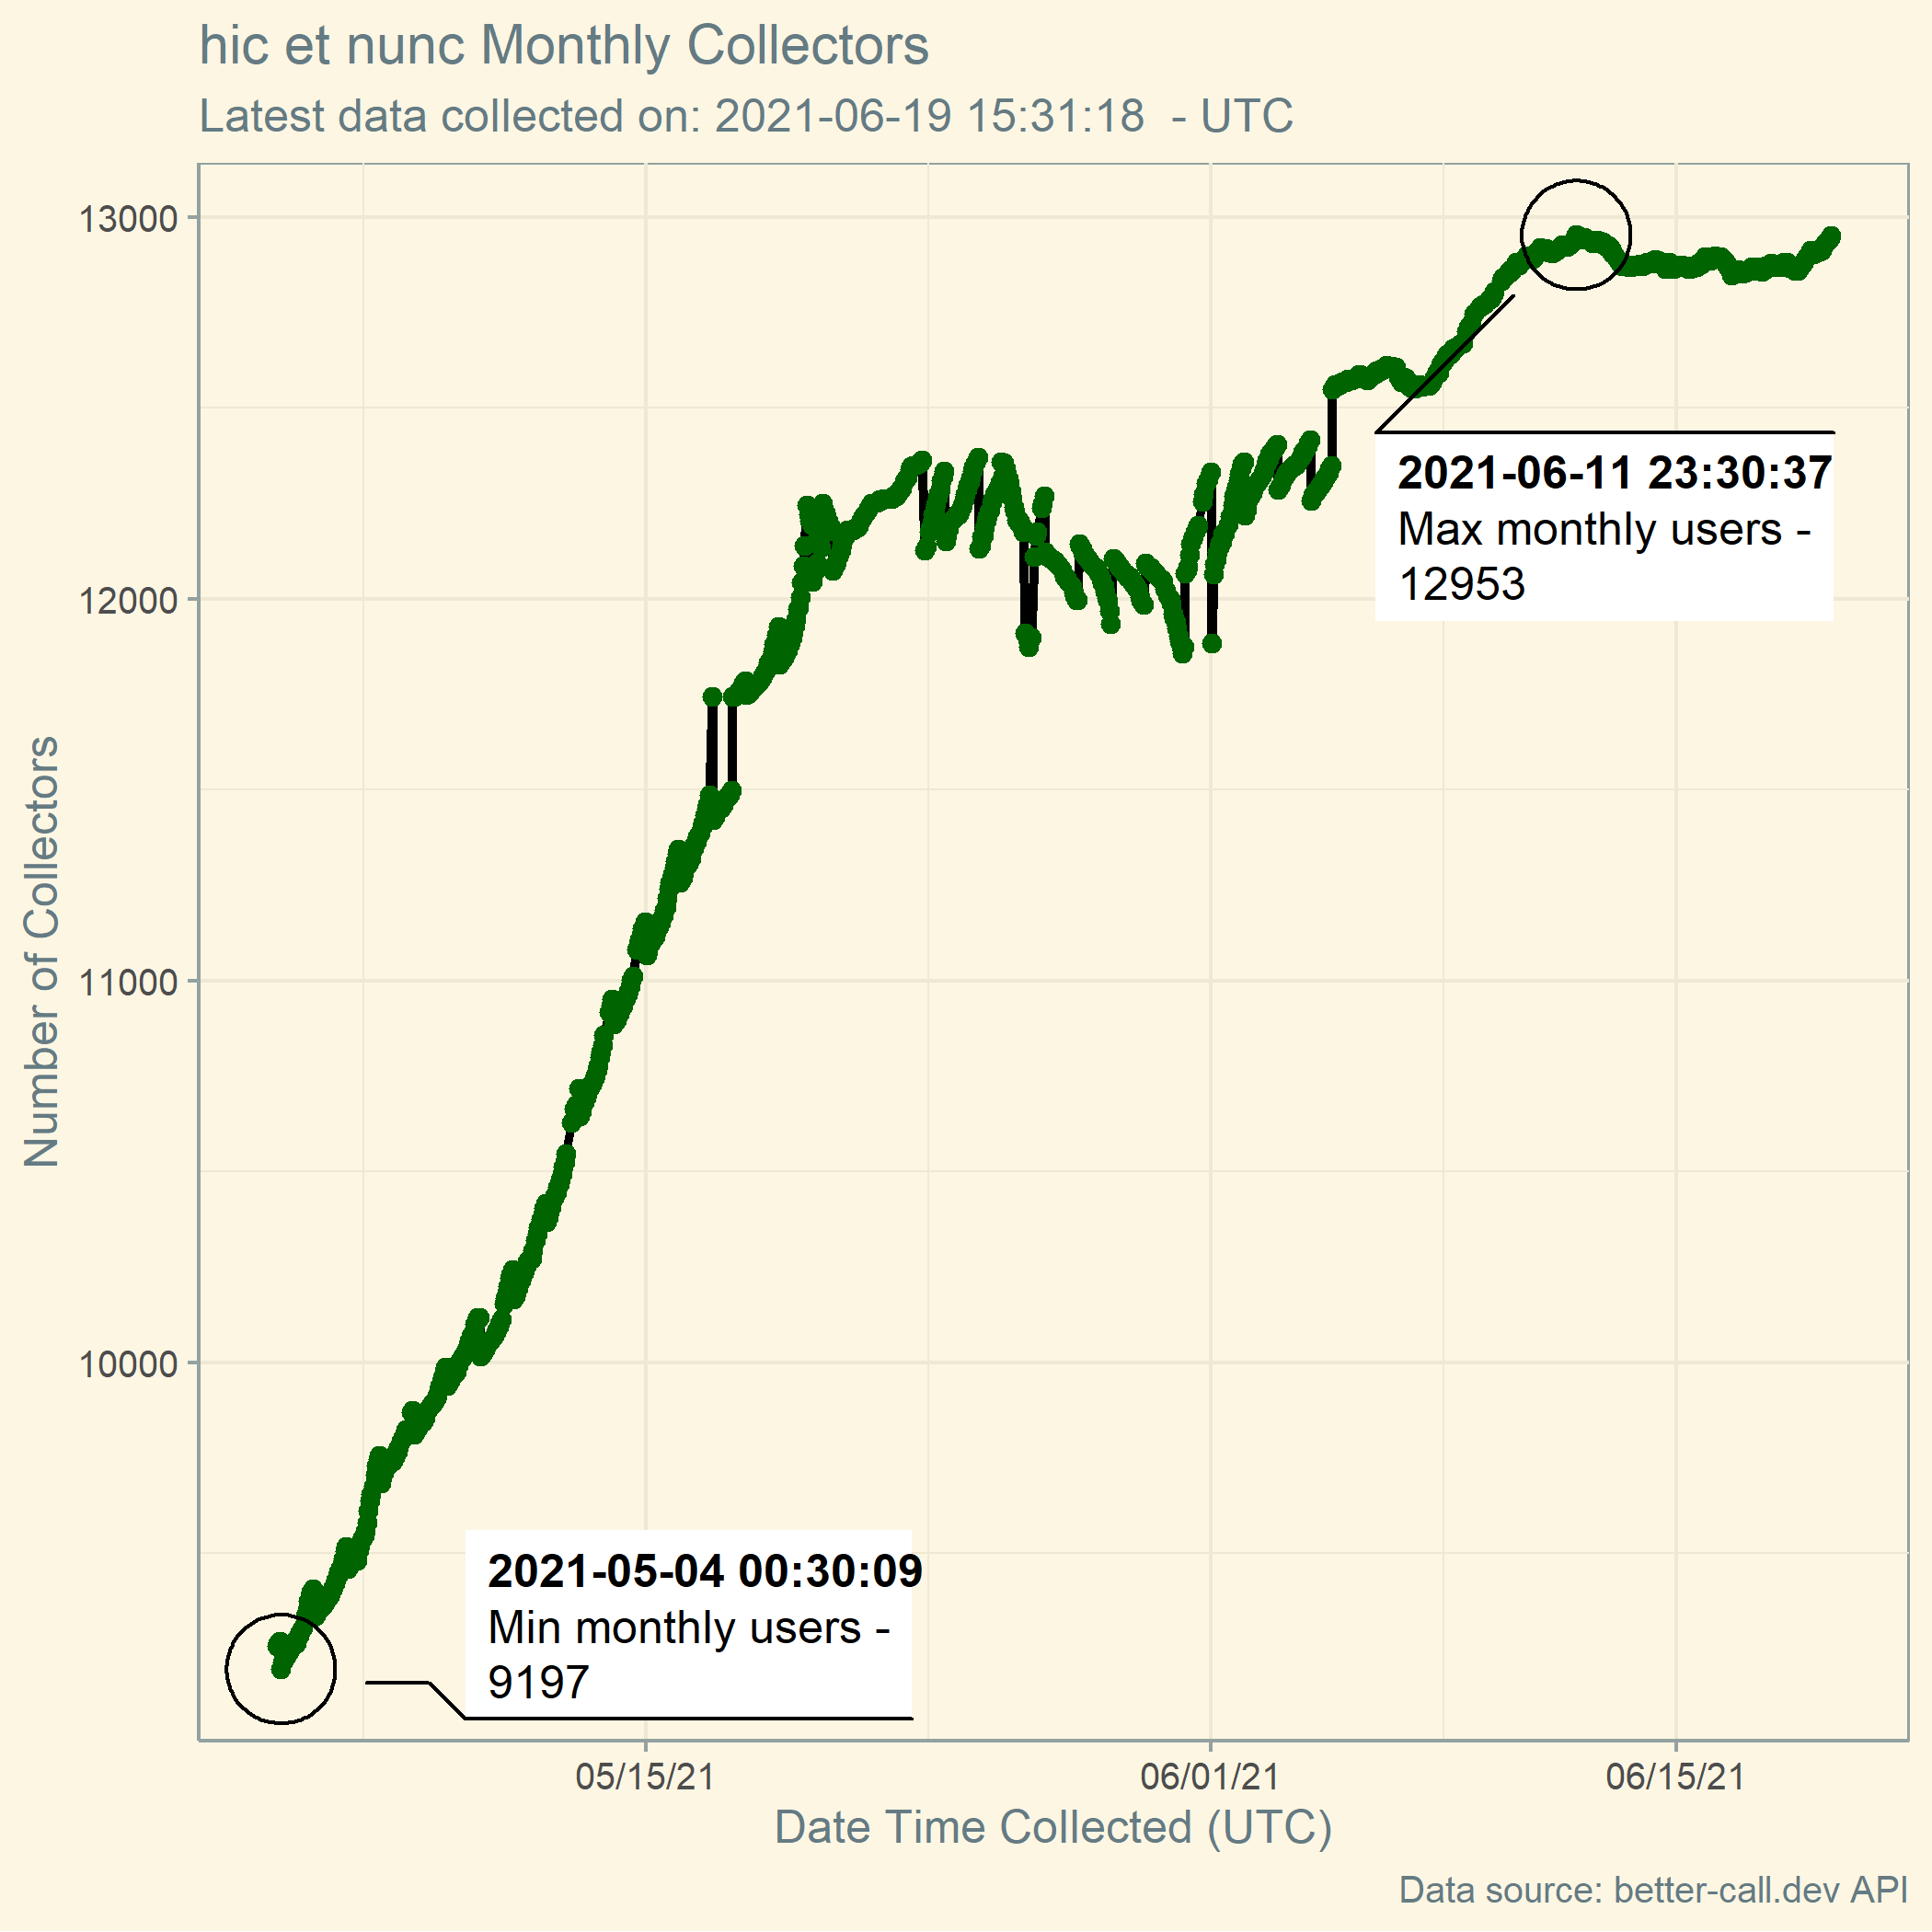 hic et nunc Monthly Collectors
Latest data collected on: 2021-06-19 15:31:18  - UTC
Number of Collectors
13000
12000
11000
10000
2021-06-11 23:30:37
Max monthly users -
12953
2021-05-04 00:30:09
Min monthly users -
9197
05/15/21
06/01/21
06/15/21
Date Time Collected (UTC)
Data source: better-call.dev API